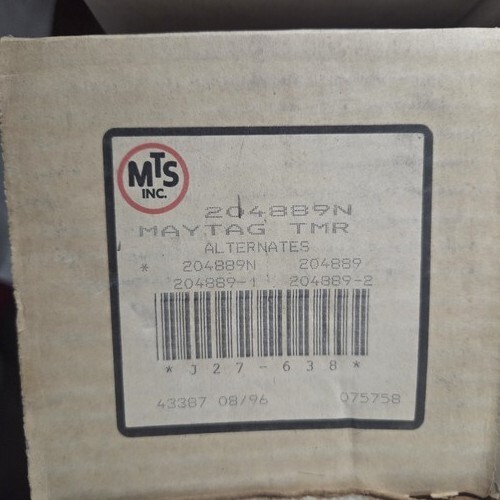 MTS
INC.
204889N
MAYTAG TMR
ALTERNATES
* 204889N 204889
204889-1 204889-2
*J27-638*
43387 08/96 075758